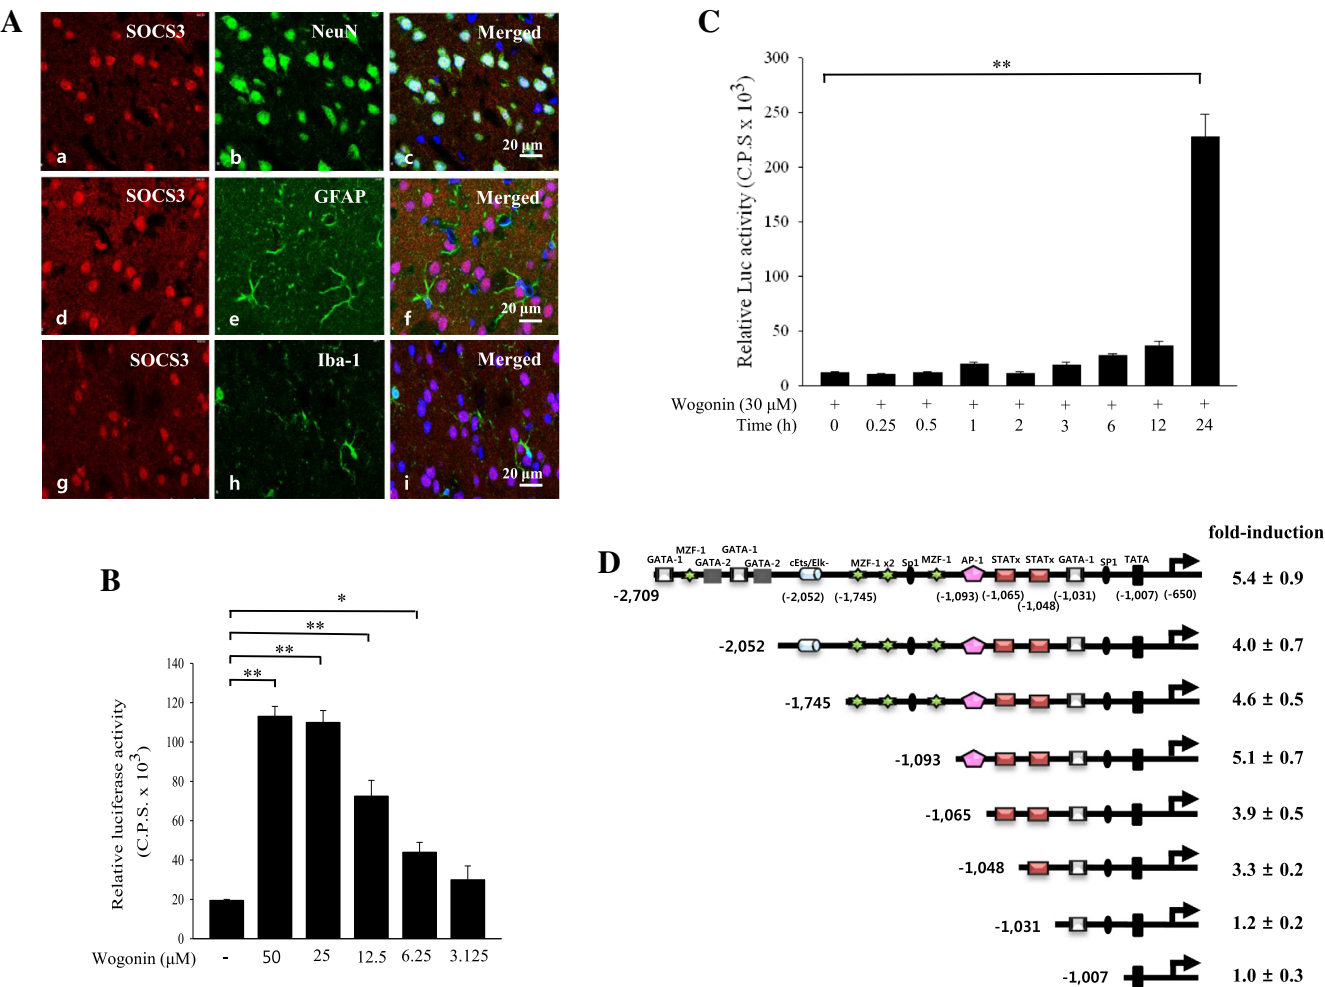 A
SOCS3
NeuN
Merged
a
b
c
20 μm
SOCS3
GFAP
Merged
d
e
f
20 μm
SOCS3
Iba-1
Merged
g
h
i
20 μm
B
*
**
**
**
140
120
100
80
60
40
20
0
Relative luciferase activity
(C.P.S. x 10³)
Wogonin (μM) - 50 25 12.5 6.25 3.125
C
**
300
250
200
150
100
50
0
Relative Luc activity (C.P.S x 10³)
Wogonin (30 μM) + + + + + + + + +
Time (h) 0 0.25 0.5 1 2 3 6 12 24
D
fold-induction
GATA-1 MZF-1 GATA-2 GATA-1 GATA-2 cEts/Elk- MZF-1 x2 Sp1 MZF-1 AP-1 STATx STATx GATA-1 SP1 TATA
-2,709 (-2,052) (-1,745) (-1,093) (-1,065) (-1,048) (-1,031) (-1,007) (-650) 5.4 ± 0.9
-2,052 4.0 ± 0.7
-1,745 4.6 ± 0.5
-1,093 5.1 ± 0.7
-1,065 3.9 ± 0.5
-1,048 3.3 ± 0.2
-1,031 1.2 ± 0.2
-1,007 1.0 ± 0.3